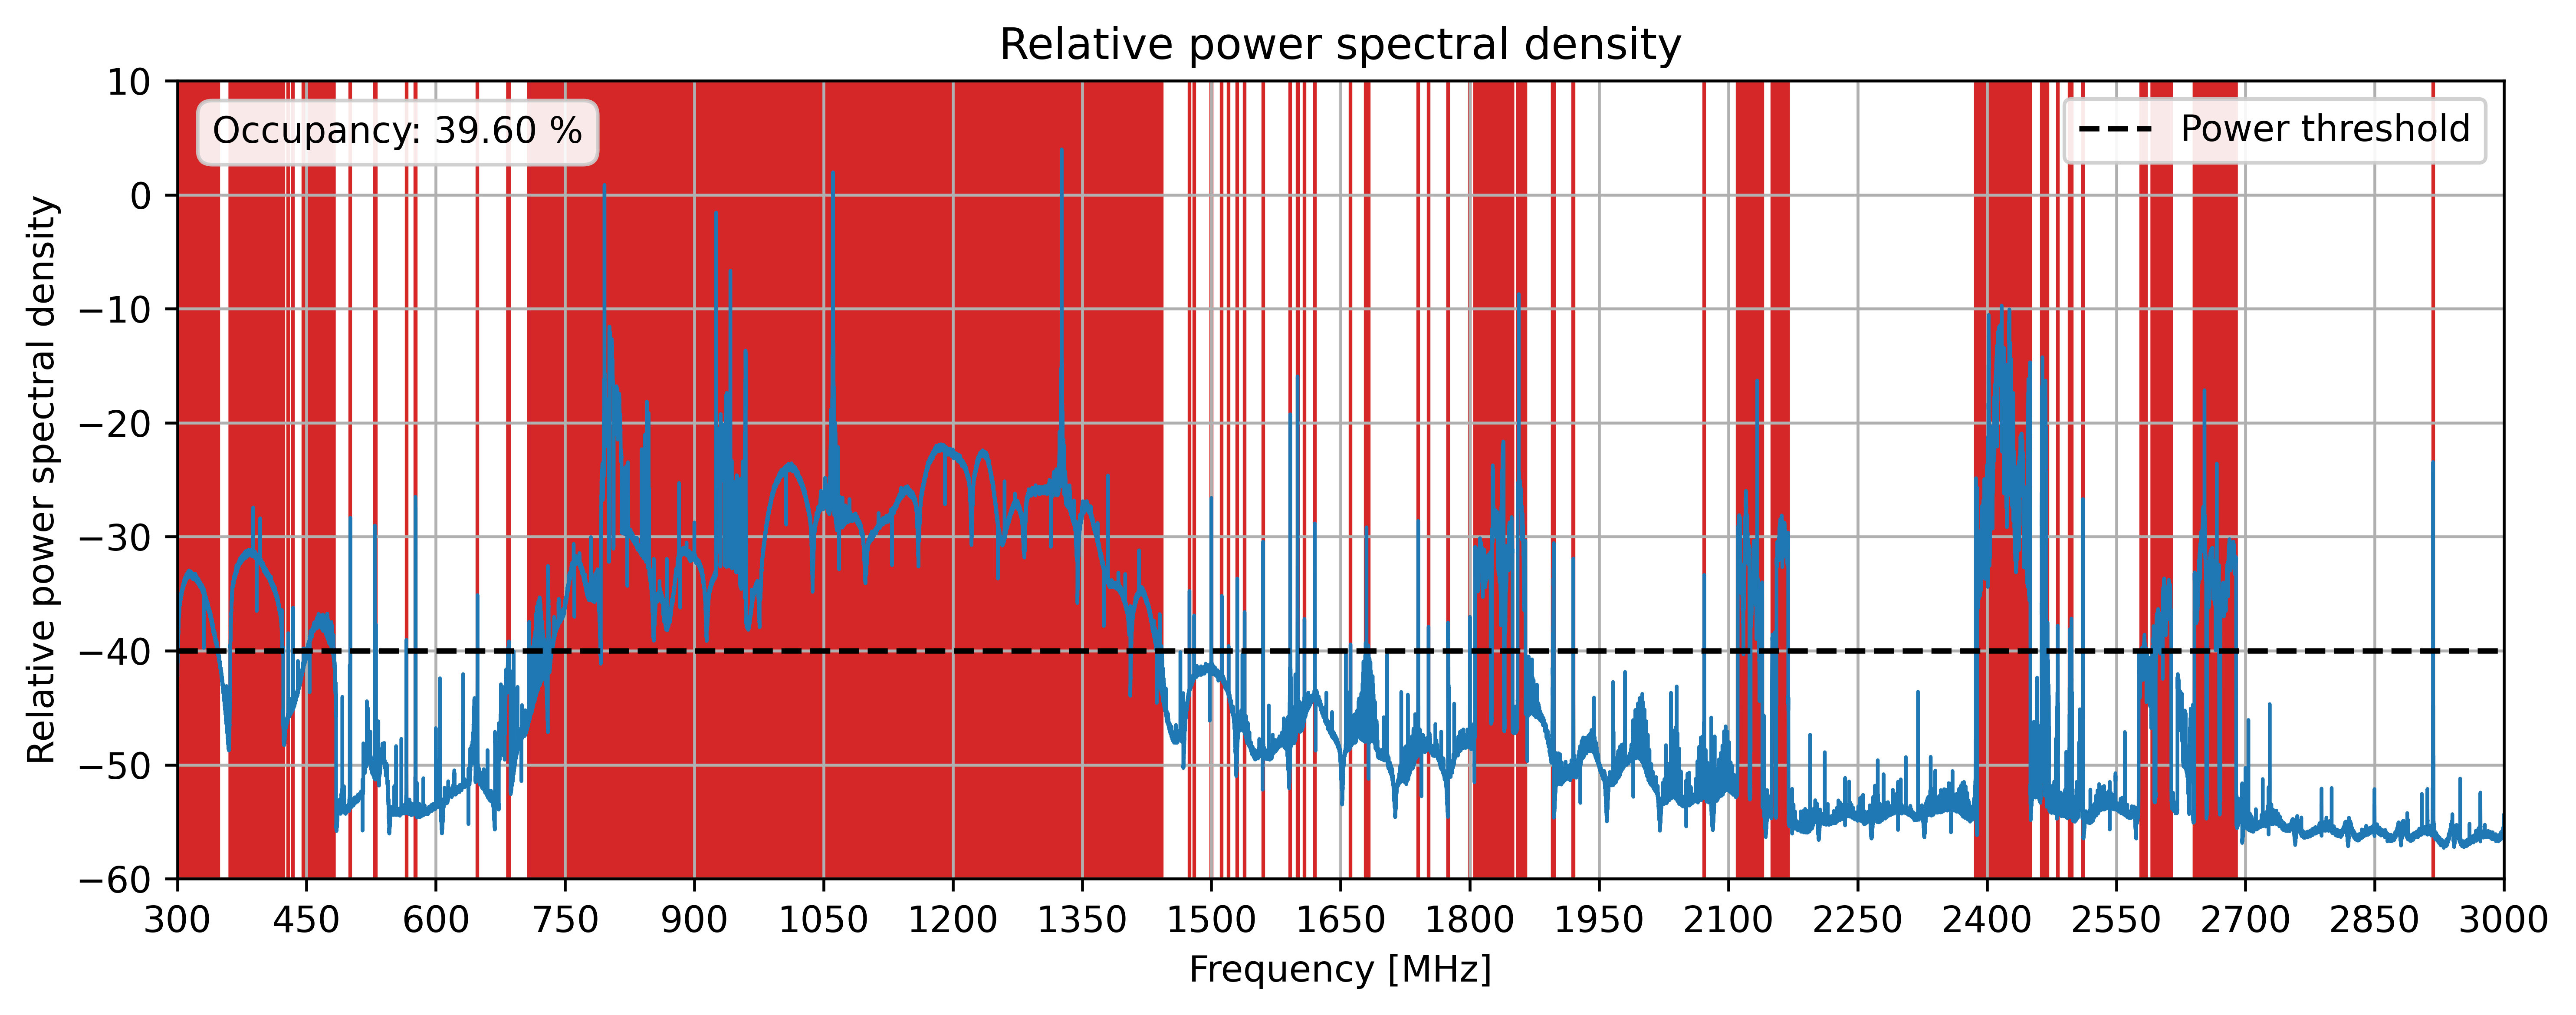 Relative power spectral density
Occupancy: 39.60 %
Power threshold
Relative power spectral density
10
0
−10
−20
−30
−40
−50
−60
300 450 600 750 900 1050 1200 1350 1500 1650 1800 1950 2100 2250 2400 2550 2700 2850 3000
Frequency [MHz]